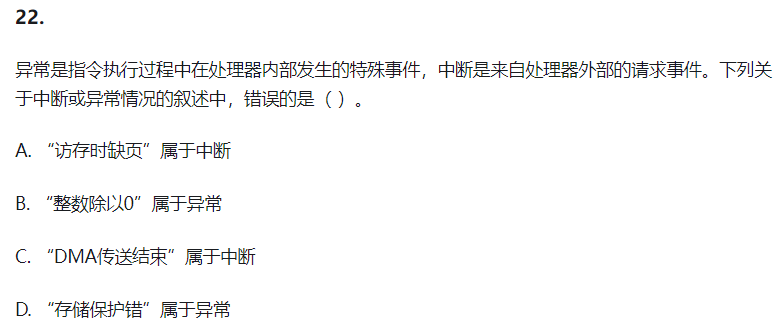 22.
异常是指令执行过程中在处理器内部发生的特殊事件，中断是来自处理器外部的请求事件。下列关
于中断或异常情况的叙述中，错误的是（ ）。
A. “访存时缺页”属于中断
B. “整数除以0”属于异常
C. “DMA传送结束”属于中断
D. “存储保护错”属于异常